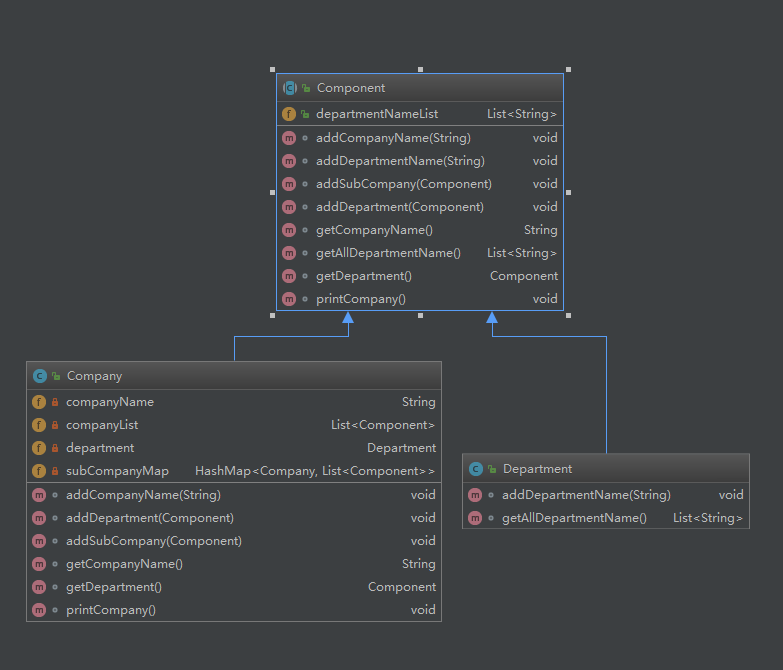 Component
departmentNameList List<String>
addCompanyName(String) void
addDepartmentName(String) void
addSubCompany(Component) void
addDepartment(Component) void
getCompanyName() String
getAllDepartmentName() List<String>
getDepartment() Component
printCompany() void
Company
companyName String
companyList List<Component>
department Department
subCompanyMap HashMap<Company, List<Component>>
addCompanyName(String) void
addDepartment(Component) void
addSubCompany(Component) void
getCompanyName() String
getDepartment() Component
printCompany() void
Department
addDepartmentName(String) void
getAllDepartmentName() List<String>